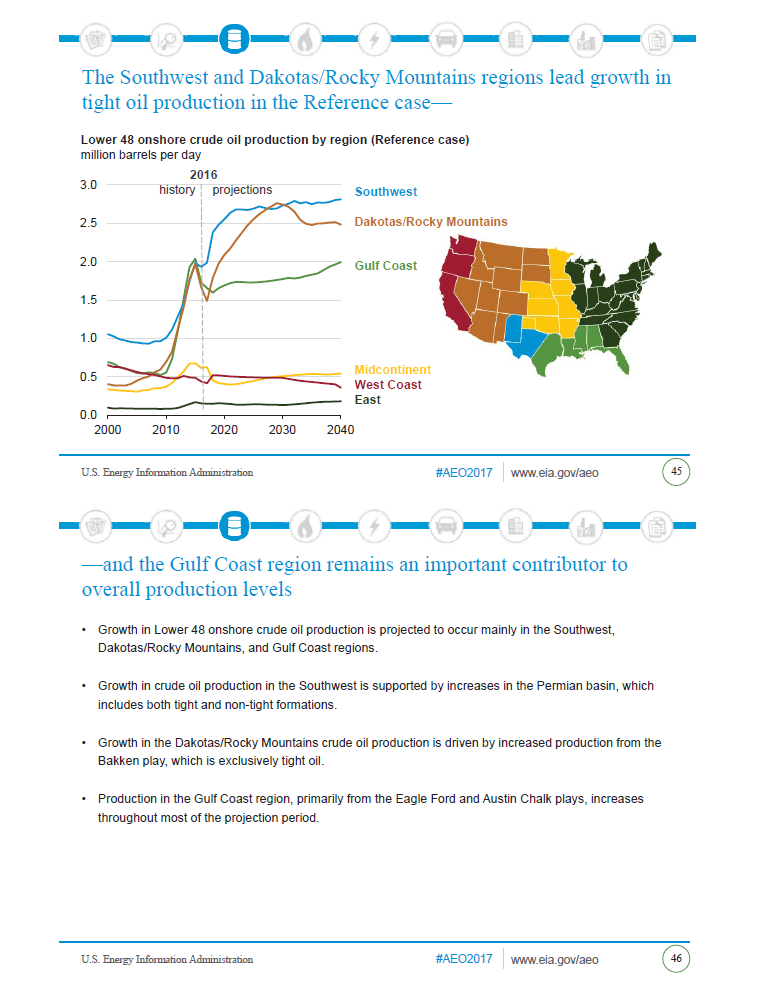 The Southwest and Dakotas/Rocky Mountains regions lead growth in
tight oil production in the Reference case—
Lower 48 onshore crude oil production by region (Reference case)
million barrels per day
2016
history
projections
3.0
2.5
2.0
1.5
1.0
0.5
0.0
2000
2010
2020
2030
2040
Southwest
Dakotas/Rocky Mountains
Gulf Coast
Midcontinent
West Coast
East
U.S. Energy Information Administration
#AEO2017
www.eia.gov/aeo
45
—and the Gulf Coast region remains an important contributor to
overall production levels
• Growth in Lower 48 onshore crude oil production is projected to occur mainly in the Southwest,
Dakotas/Rocky Mountains, and Gulf Coast regions.
• Growth in crude oil production in the Southwest is supported by increases in the Permian basin, which
includes both tight and non-tight formations.
• Growth in the Dakotas/Rocky Mountains crude oil production is driven by increased production from the
Bakken play, which is exclusively tight oil.
• Production in the Gulf Coast region, primarily from the Eagle Ford and Austin Chalk plays, increases
throughout most of the projection period.
U.S. Energy Information Administration
#AEO2017
www.eia.gov/aeo
46